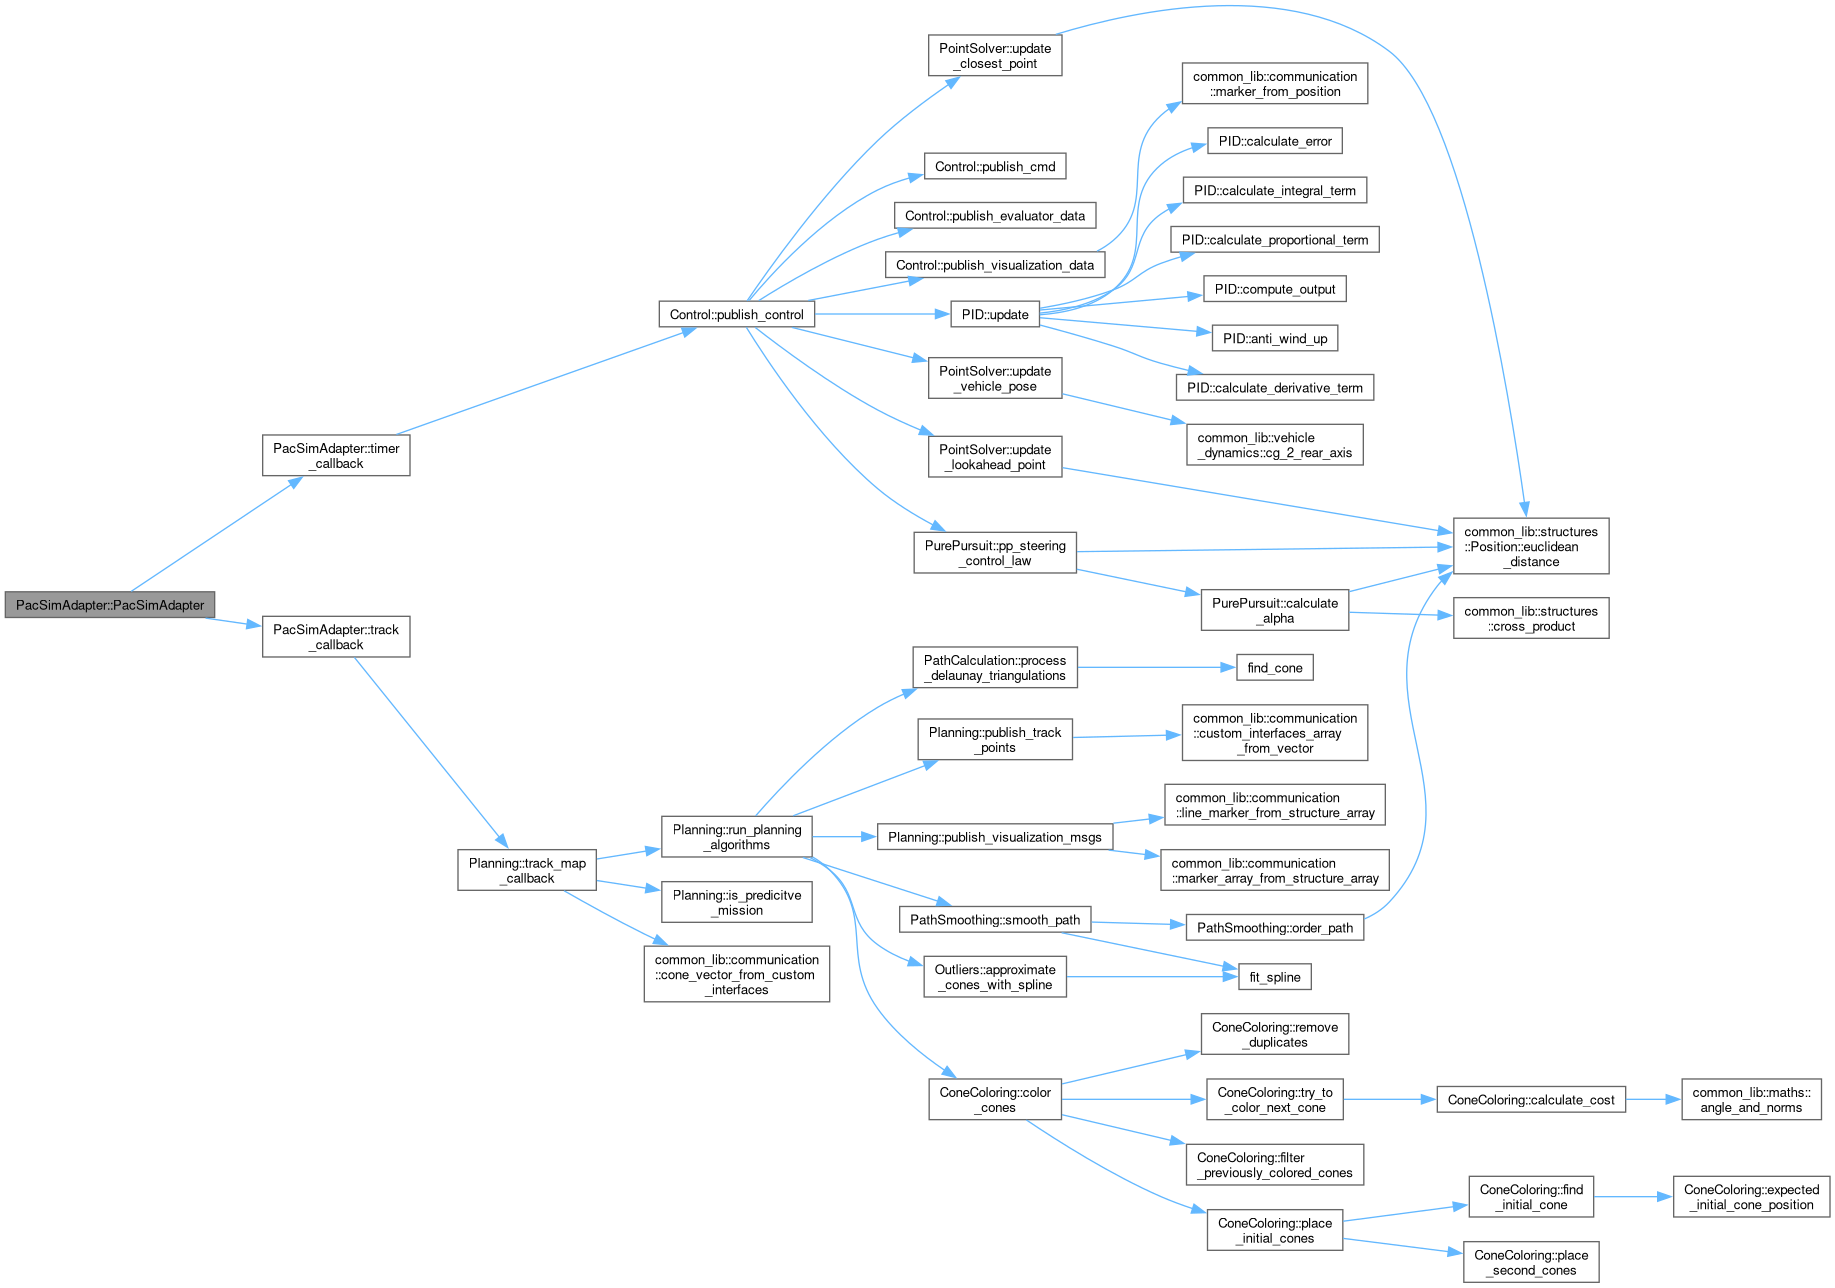 PacSimAdapter::PacSimAdapter
PacSimAdapter::timer
_callback
PacSimAdapter::track
_callback
Control::publish_control
PointSolver::update
_closest_point
Control::publish_cmd
Control::publish_evaluator_data
Control::publish_visualization_data
PID::update
PointSolver::update
_vehicle_pose
PointSolver::update
_lookahead_point
PurePursuit::pp_steering
_control_law
common_lib::communication
::marker_from_position
PID::calculate_error
PID::calculate_integral_term
PID::calculate_proportional_term
PID::compute_output
PID::anti_wind_up
PID::calculate_derivative_term
common_lib::vehicle
_dynamics::cg_2_rear_axis
PurePursuit::calculate
_alpha
common_lib::structures
::Position::euclidean
_distance
common_lib::structures
::cross_product
Planning::track_map
_callback
Planning::run_planning
_algorithms
Planning::is_predicitve
_mission
common_lib::communication
::cone_vector_from_custom
_interfaces
PathCalculation::process
_delaunay_triangulations
find_cone
Planning::publish_track
_points
common_lib::communication
::custom_interfaces_array
_from_vector
Planning::publish_visualization_msgs
common_lib::communication
::line_marker_from_structure_array
common_lib::communication
::marker_array_from_structure_array
PathSmoothing::smooth_path
PathSmoothing::order_path
Outliers::approximate
_cones_with_spline
fit_spline
ConeColoring::color
_cones
ConeColoring::remove
_duplicates
ConeColoring::try_to
_color_next_cone
ConeColoring::calculate_cost
common_lib::maths::
angle_and_norms
ConeColoring::filter
_previously_colored_cones
ConeColoring::place
_initial_cones
ConeColoring::find
_initial_cone
ConeColoring::expected
_initial_cone_position
ConeColoring::place
_second_cones